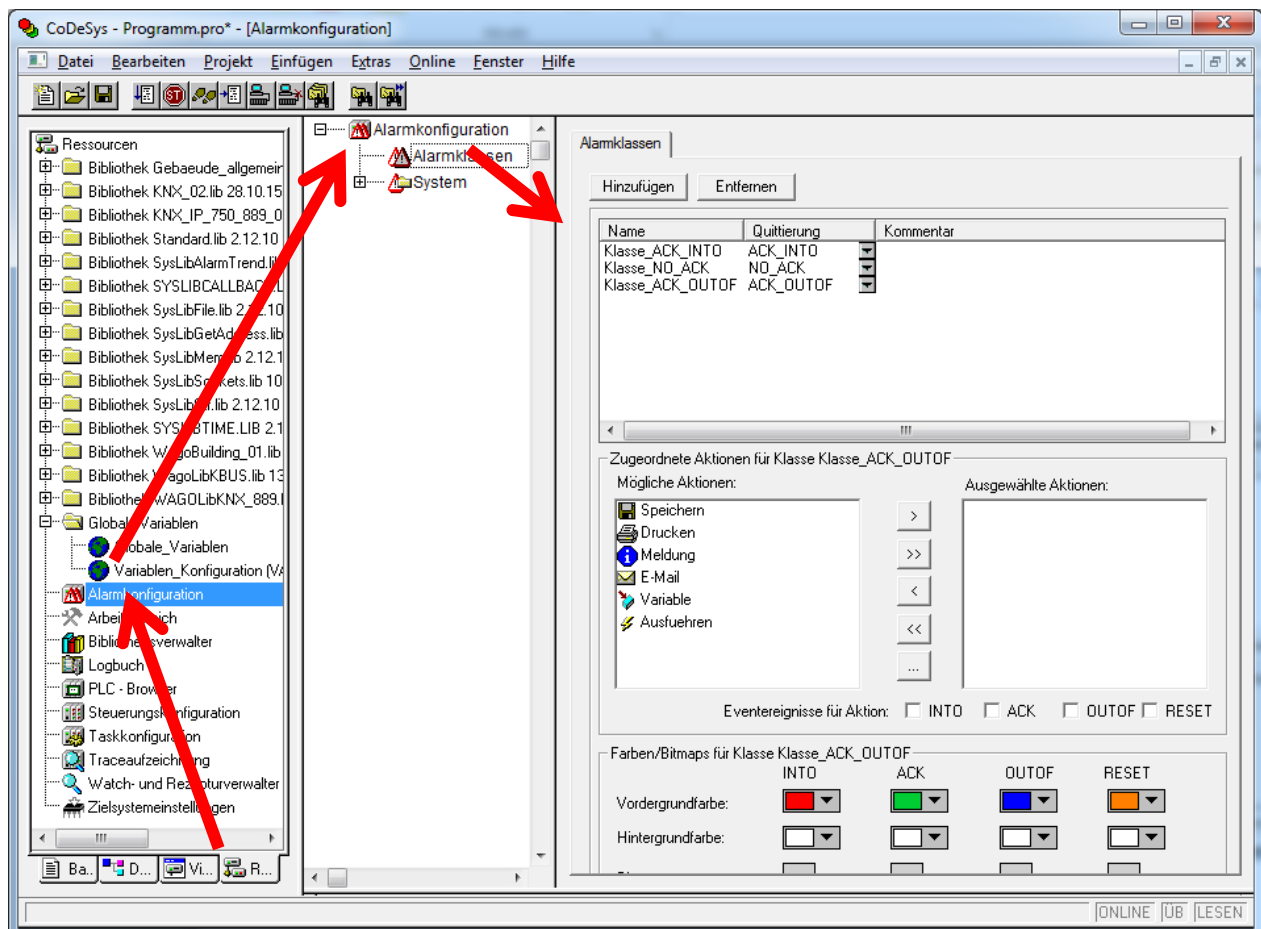 CoDeSys - Programm.pro* - [Alarmkonfiguration]
Datei Bearbeiten Projekt Einfügen Extras Online Fenster Hilfe
Ressourcen
Bibliothek Gebaeude_allgemein
Bibliothek KNX_02.lib 28.10.15
Bibliothek KNX_IP_750_889_0
Bibliothek Standard.lib 2.12.10
Bibliothek SysLibAlarmTrend.li
Bibliothek SYSLIBCALLBACK.L
Bibliothek SysLibFile.lib 2.12.10
Bibliothek SysLibGetAddress.lib
Bibliothek SysLibMem.lib 2.12.1
Bibliothek SysLibSockets.lib 10
Bibliothek 2.12.10
Bibliothek SYSLIBTIME.LIB 2.1
Bibliothek WagoBuilding_01.lib
Bibliothek WagoLibKBUS.lib 13
Bibliothek WAGOLibKNX_889.l
Globale Variablen
Globale_Variablen
Variablen_Konfiguration (VA
Alarmkonfiguration
Arbeitsbereich
Bibliotheksverwalter
Logbuch
PLC - Browser
Steuerungskonfiguration
Taskkonfiguration
Traceaufzeichnung
Watch- und Rezepturverwalter
Zielsystemeinstellungen
Ba.. D... Vi... R...
Alarmkonfiguration
Alarmklassen
System
Alarmklassen
Hinzufügen Entfernen
Name Quittierung Kommentar
Klasse_ACK_INTO ACK_INTO
Klasse_NO_ACK NO_ACK
Klasse_ACK_OUTOF ACK_OUTOF
Zugeordnete Aktionen für Klasse Klasse_ACK_OUTOF
Mögliche Aktionen: Ausgewählte Aktionen:
Speichern
Drucken
Meldung
E-Mail
Variable
Ausfuehren
>
>>
<
<<
...
Eventereignisse für Aktion: INTO ACK OUTOF RESET
Farben/Bitmaps für Klasse Klasse_ACK_OUTOF
INTO ACK OUTOF RESET
Vordergrundfarbe:
Hintergrundfarbe:
ONLINE ÜB LESEN